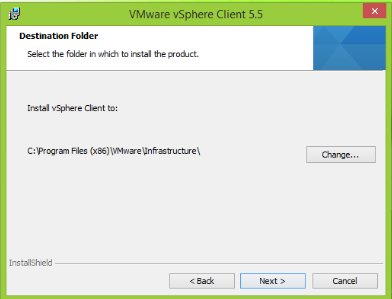 VMware vSphere Client 5.5
Destination Folder
Select the folder in which to install the product.
Install vSphere Client to:
C:\Program Files (x86)\VMware\Infrastructure\
Change...
InstallShield
< Back
Next >
Cancel